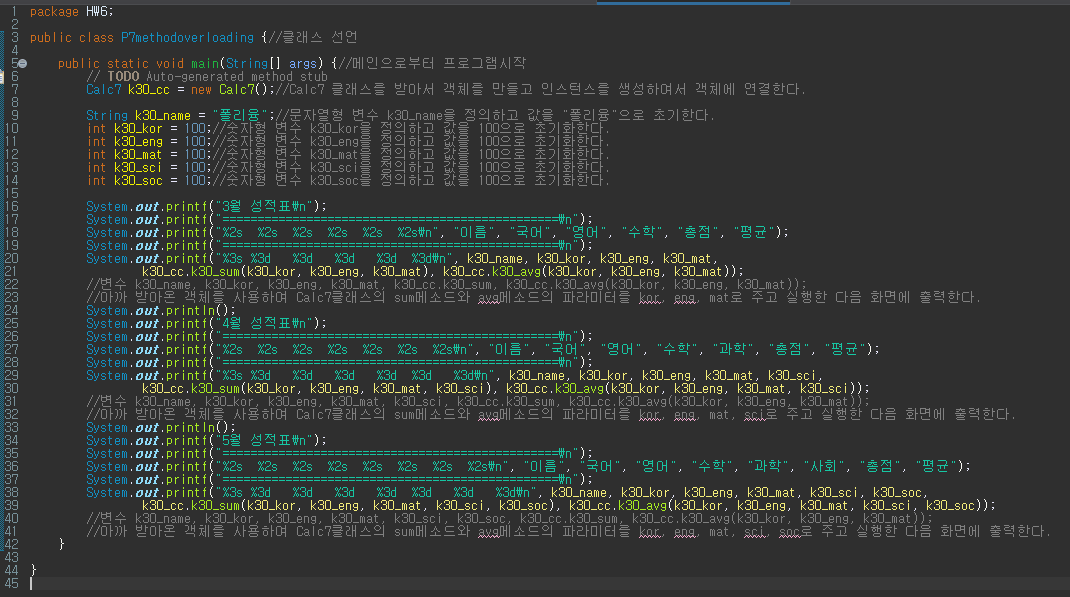 1 package HW6;
2
3 public class P7methodoverloading {//클래스 선언
4
5 public static void main(String[] args) {//메인으로부터 프로그램시작
6 // TODO Auto-generated method stub
7 Calc7 k30_cc = new Calc7();//Calc7 클래스를 받아서 객체를 만들고 인스턴스를 생성하여서 객체에 연결한다.
8
9 String k30_name = "폴리융";//문자열형 변수 k30_name을 정의하고 값을 "폴리융"으로 초기한다.
10 int k30_kor = 100;//숫자형 변수 k30_kor을 정의하고 값을 100으로 초기화한다.
11 int k30_eng = 100;//숫자형 변수 k30_eng을 정의하고 값을 100으로 초기화한다.
12 int k30_mat = 100;//숫자형 변수 k30_mat을 정의하고 값을 100으로 초기화한다.
13 int k30_sci = 100;//숫자형 변수 k30_sci을 정의하고 값을 100으로 초기화한다.
14 int k30_soc = 100;//숫자형 변수 k30_soc을 정의하고 값을 100으로 초기화한다.
15
16 System.out.printf("3월 성적표₩n");
17 System.out.printf("================================================₩n");
18 System.out.printf("%2s  %2s  %2s  %2s  %2s  %2s₩n", "이름", "국어", "영어", "수학", "총점", "평균");
19 System.out.printf("================================================₩n");
20 System.out.printf("%3s %3d   %3d   %3d  %3d  %3d₩n", k30_name, k30_kor, k30_eng, k30_mat,
21 k30_cc.k30_sum(k30_kor, k30_eng, k30_mat), k30_cc.k30_avg(k30_kor, k30_eng, k30_mat));
22 //변수 k30_name, k30_kor, k30_eng, k30_mat, k30_cc.k30_sum, k30_cc.k30_avg(k30_kor, k30_eng, k30_mat));
23 //아까 받아온 객체를 사용하여 Calc7클래스의 sum메소드와 avg메소드의 파라미터를 kor, eng, mat로 주고 실행한 다음 화면에 출력한다.
24 System.out.println();
25 System.out.printf("4월 성적표₩n");
26 System.out.printf("================================================₩n");
27 System.out.printf("%2s  %2s  %2s  %2s  %2s  %2s  %2s₩n", "이름", "국어", "영어", "수학", "과학", "총점", "평균");
28 System.out.printf("================================================₩n");
29 System.out.printf("%3s %3d   %3d   %3d   %3d  %3d   %3d₩n", k30_name, k30_kor, k30_eng, k30_mat, k30_sci,
30 k30_cc.k30_sum(k30_kor, k30_eng, k30_mat, k30_sci), k30_cc.k30_avg(k30_kor, k30_eng, k30_mat, k30_sci));
31 //변수 k30_name, k30_kor, k30_eng, k30_mat, k30_sci, k30_cc.k30_sum, k30_cc.k30_avg(k30_kor, k30_eng, k30_mat));
32 //아까 받아온 객체를 사용하여 Calc7클래스의 sum메소드와 avg메소드의 파라미터를 kor, eng, mat, sci로 주고 실행한 다음 화면에 출력한다.
33 System.out.println();
34 System.out.printf("5월 성적표₩n");
35 System.out.printf("================================================₩n");
36 System.out.printf("%2s  %2s  %2s  %2s  %2s  %2s  %2s  %2s₩n", "이름", "국어", "영어", "수학", "과학", "사회", "총점", "평균");
37 System.out.printf("================================================₩n");
38 System.out.printf("%3s %3d   %3d   %3d   %3d   %3d   %3d   %3d₩n", k30_name, k30_kor, k30_eng, k30_mat, k30_sci, k30_soc,
39 k30_cc.k30_sum(k30_kor, k30_eng, k30_mat, k30_sci, k30_soc), k30_cc.k30_avg(k30_kor, k30_eng, k30_mat, k30_sci, k30_soc));
40 //변수 k30_name, k30_kor, k30_eng, k30_mat, k30_sci, k30_soc, k30_cc.k30_sum, k30_cc.k30_avg(k30_kor, k30_eng, k30_mat));
41 //아까 받아온 객체를 사용하여 Calc7클래스의 sum메소드와 avg메소드의 파라미터를 kor, eng, mat, sci, soc로 주고 실행한 다음 화면에 출력한다.
42 }
43
44 }
45